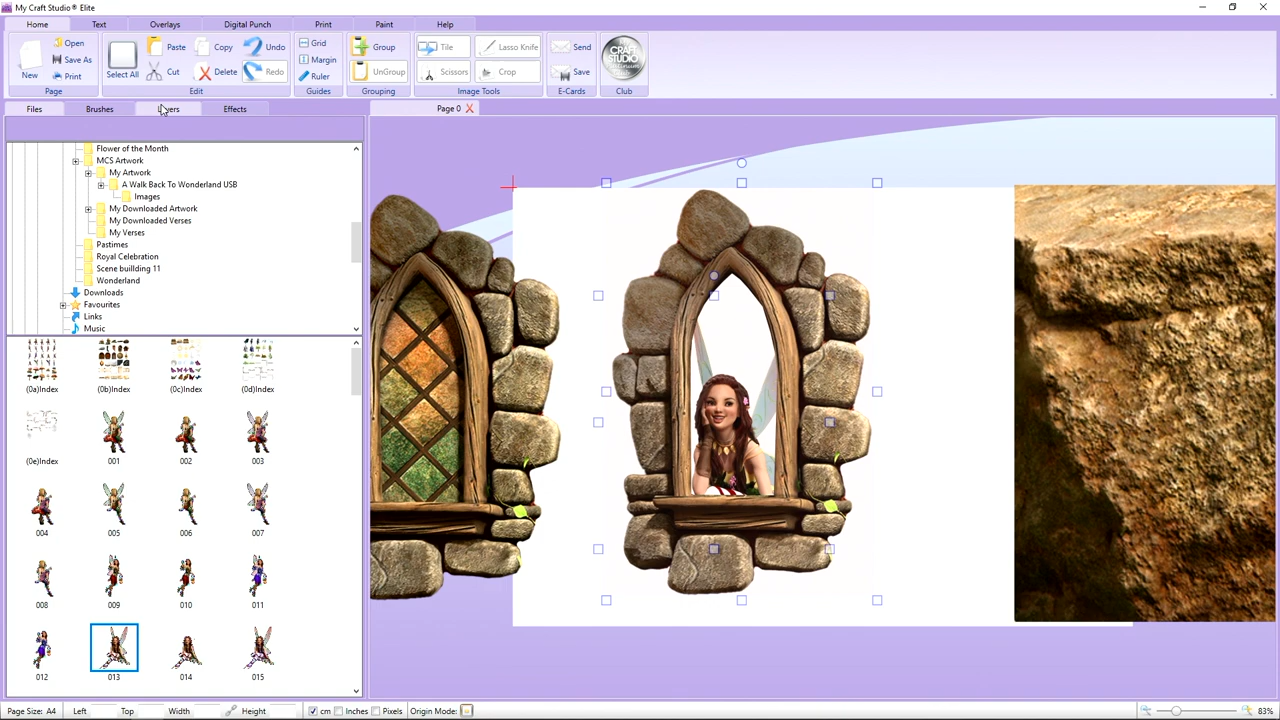 My Craft Studio® Elite
Home Text Overlays Digital Punch Print Paint Help
New Open Save As Print
Select All Paste Copy Undo Cut Delete Redo
Grid Margin Ruler
Group UnGroup
Tile Lasso Knife Scissors Crop
Send Save
MY CRAFT STUDIO
Page Edit Guides Grouping Image Tools E-Cards Club
Files Brushes Layers Effects Page 0
Flower of the Month
MCS Artwork
My Artwork
A Walk Back To Wonderland USB
Images
My Downloaded Artwork
My Downloaded Verses
My Verses
Pastimes
Royal Celebration
Scene builling 11
Wonderland
Downloads
Favourites
Links
Music
(0a)Index (0b)Index (0c)Index (0d)Index
(0e)Index 001 002 003
004 005 006 007
008 009 010 011
012 013 014 015
Page Size: A4 Left Top Width Height cm Inches Pixels Origin Mode: 83%